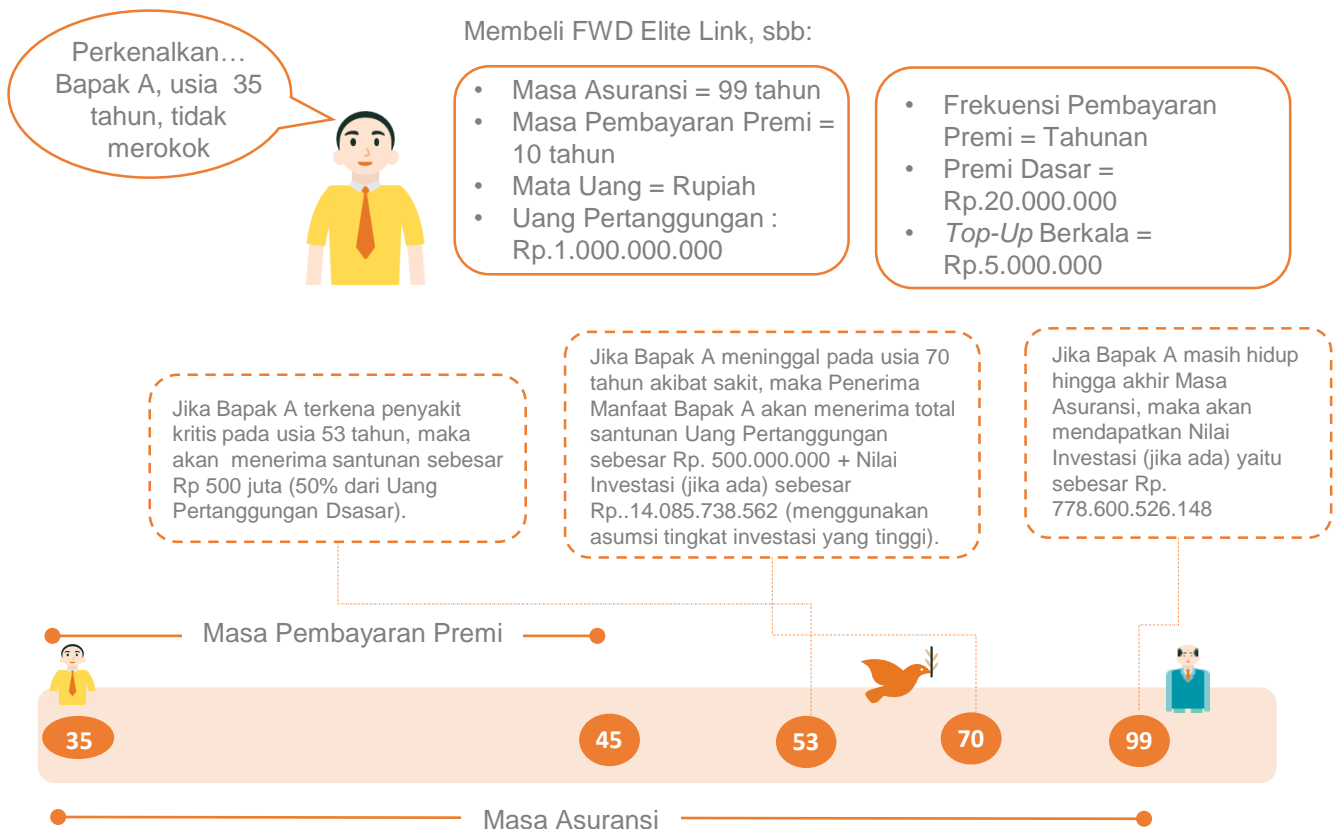 Perkenalkan…
Bapak A, usia 35
tahun, tidak
merokok
Membeli FWD Elite Link, sbb:
• Masa Asuransi = 99 tahun
• Masa Pembayaran Premi =
10 tahun
• Mata Uang = Rupiah
• Uang Pertanggungan :
Rp.1.000.000.000
• Frekuensi Pembayaran
Premi = Tahunan
• Premi Dasar =
Rp.20.000.000
• Top-Up Berkala =
Rp.5.000.000
Jika Bapak A terkena penyakit
kritis pada usia 53 tahun, maka
akan menerima santunan sebesar
Rp 500 juta (50% dari Uang
Pertanggungan Dsasar).
Jika Bapak A meninggal pada usia 70
tahun akibat sakit, maka Penerima
Manfaat Bapak A akan menerima total
santunan Uang Pertanggungan
sebesar Rp. 500.000.000 + Nilai
Investasi (jika ada) sebesar
Rp..14.085.738.562 (menggunakan
asumsi tingkat investasi yang tinggi).
Jika Bapak A masih hidup
hingga akhir Masa
Asuransi, maka akan
mendapatkan Nilai
Investasi (jika ada) yaitu
sebesar Rp.
778.600.526.148
Masa Pembayaran Premi
35
45
53
70
99
Masa Asuransi